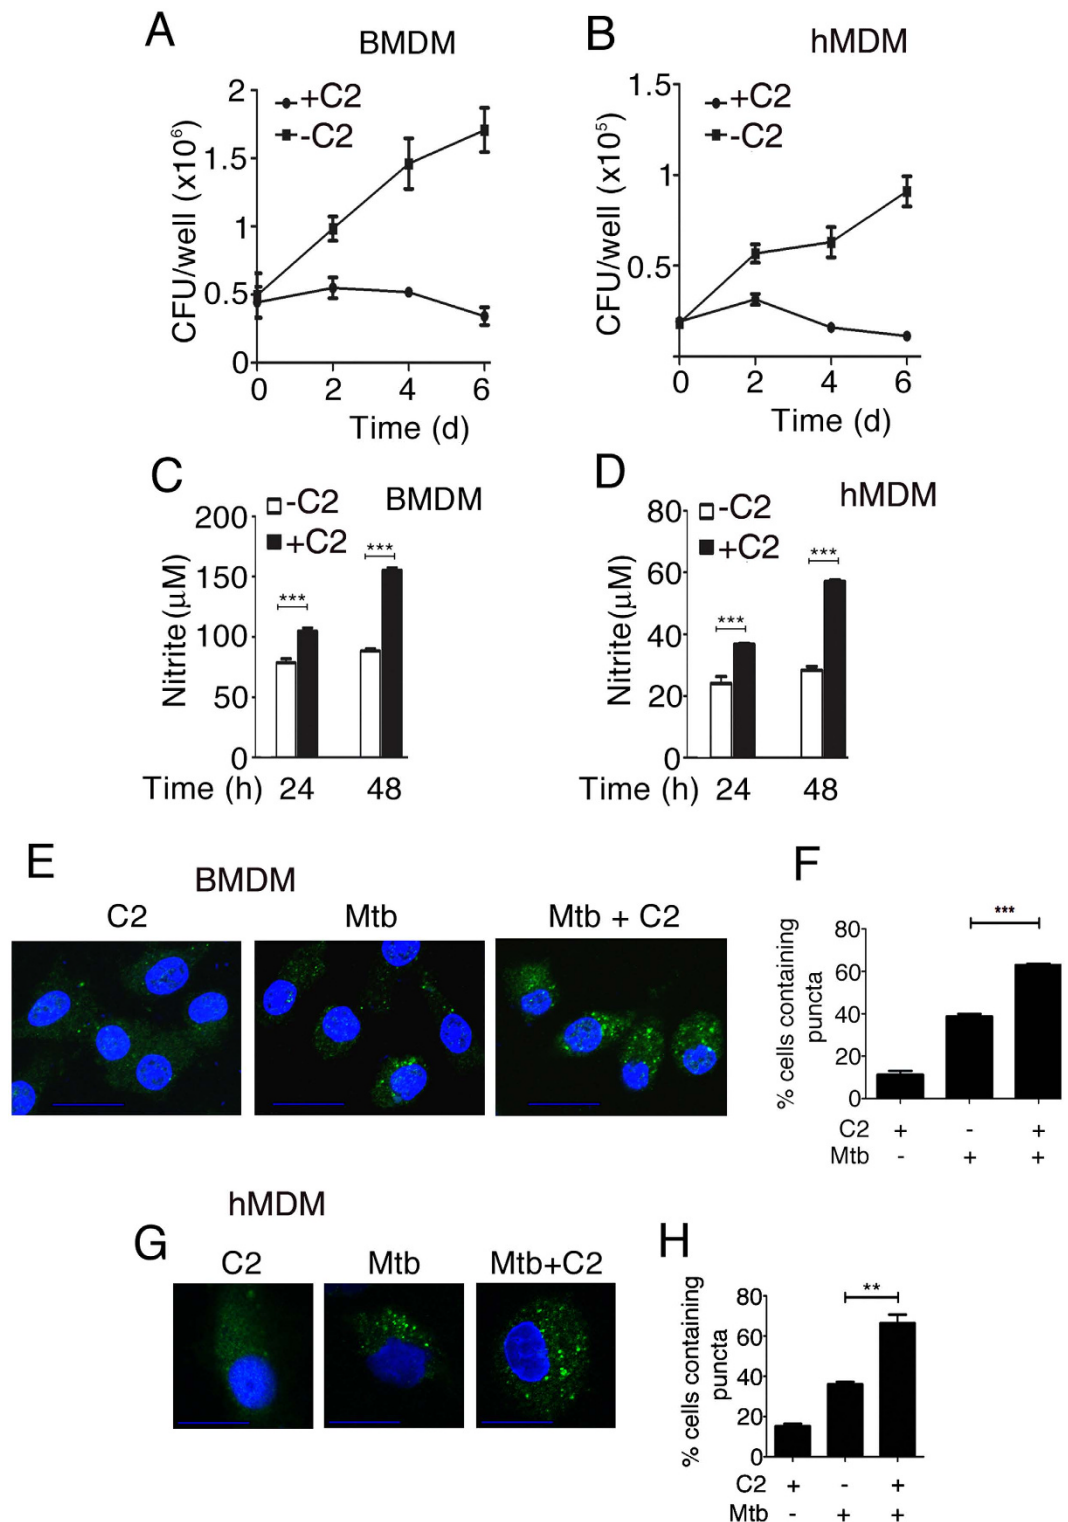 A
BMDM
2
1.5
1
0.5
0
CFU/well (x10⁶)
+C2
-C2
0 2 4 6
Time (d)
B
hMDM
1.5
1
0.5
CFU/well (x10⁵)
+C2
-C2
0 2 4 6
Time (d)
C
BMDM
-C2
+C2
200
150
100
50
0
Nitrite(µM)
***
***
Time (h) 24 48
D
hMDM
-C2
+C2
80
60
40
20
0
Nitrite(µM)
***
***
Time (h) 24 48
E
BMDM
C2 Mtb Mtb + C2
F
% cells containing
puncta
80
60
40
20
0
***
C2 + - +
Mtb - + +
hMDM
G
C2 Mtb Mtb+C2
H
% cells containing
puncta
80
60
40
20
0
**
C2 + - +
Mtb - + +